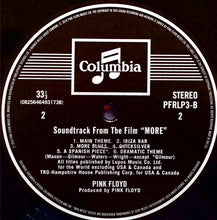 Columbia
33⅓
STEREO
(0825646493173B)
PFRLP3-B
2
2
Soundtrack From The Film "MORE"
1. MAIN THEME. 2. IBIZA BAR
3. MORE BLUES. 4. QUICKSILVER
5. A SPANISH PIECE*. 6. DRAMATIC THEME
(Mason—Gilmour—Waters—Wright except *Gilmour)
All titles published by Lupus Music Co. Ltd.
for the world excluding USA & Canada and
TRO-Hampshire House Publishing Corp. for USA & Canada
PINK FLOYD
Produced by PINK FLOYD